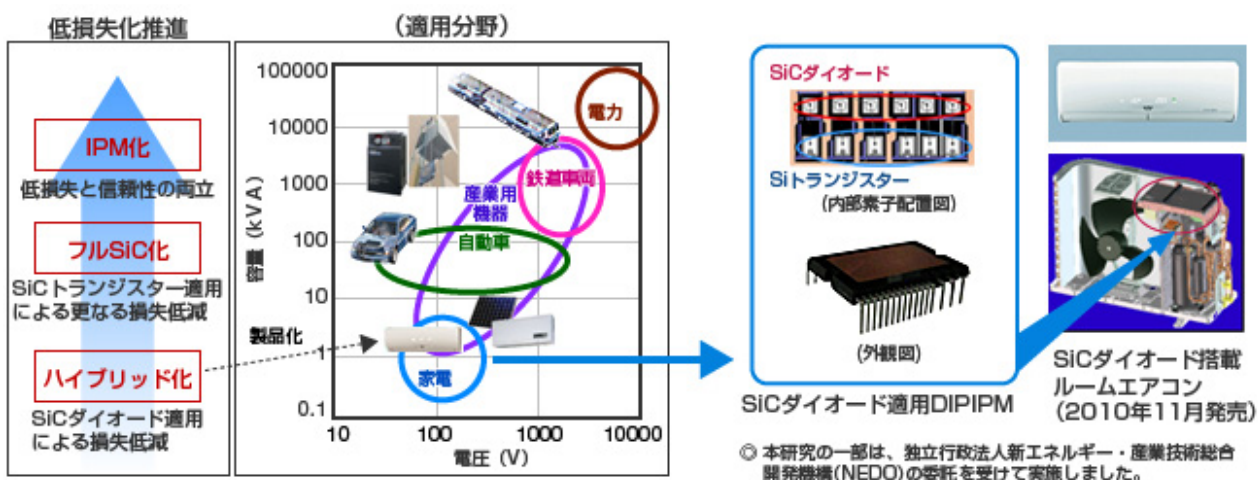 低損失化推進
IPM化
低損失と信頼性の両立
フルSiC化
SiCトランジスター適用
による更なる損失低減
ハイブリッド化
SiCダイオード適用
による損失低減
製品化
(適用分野)
容量 (kVA)
100000
10000
1000
100
10
1
0.1
10
100
1000
10000
電圧 (V)
電力
鉄道車両
産業用
機器
自動車
家電
SiCダイオード
Siトランジスター
(内部素子配置図)
(外観図)
SiCダイオード適用DIPIPM
SiCダイオード搭載
ルームエアコン
(2010年11月発売)
◎ 本研究の一部は、独立行政法人新エネルギー・産業技術総合
開発機構(NEDO)の委託を受けて実施しました。